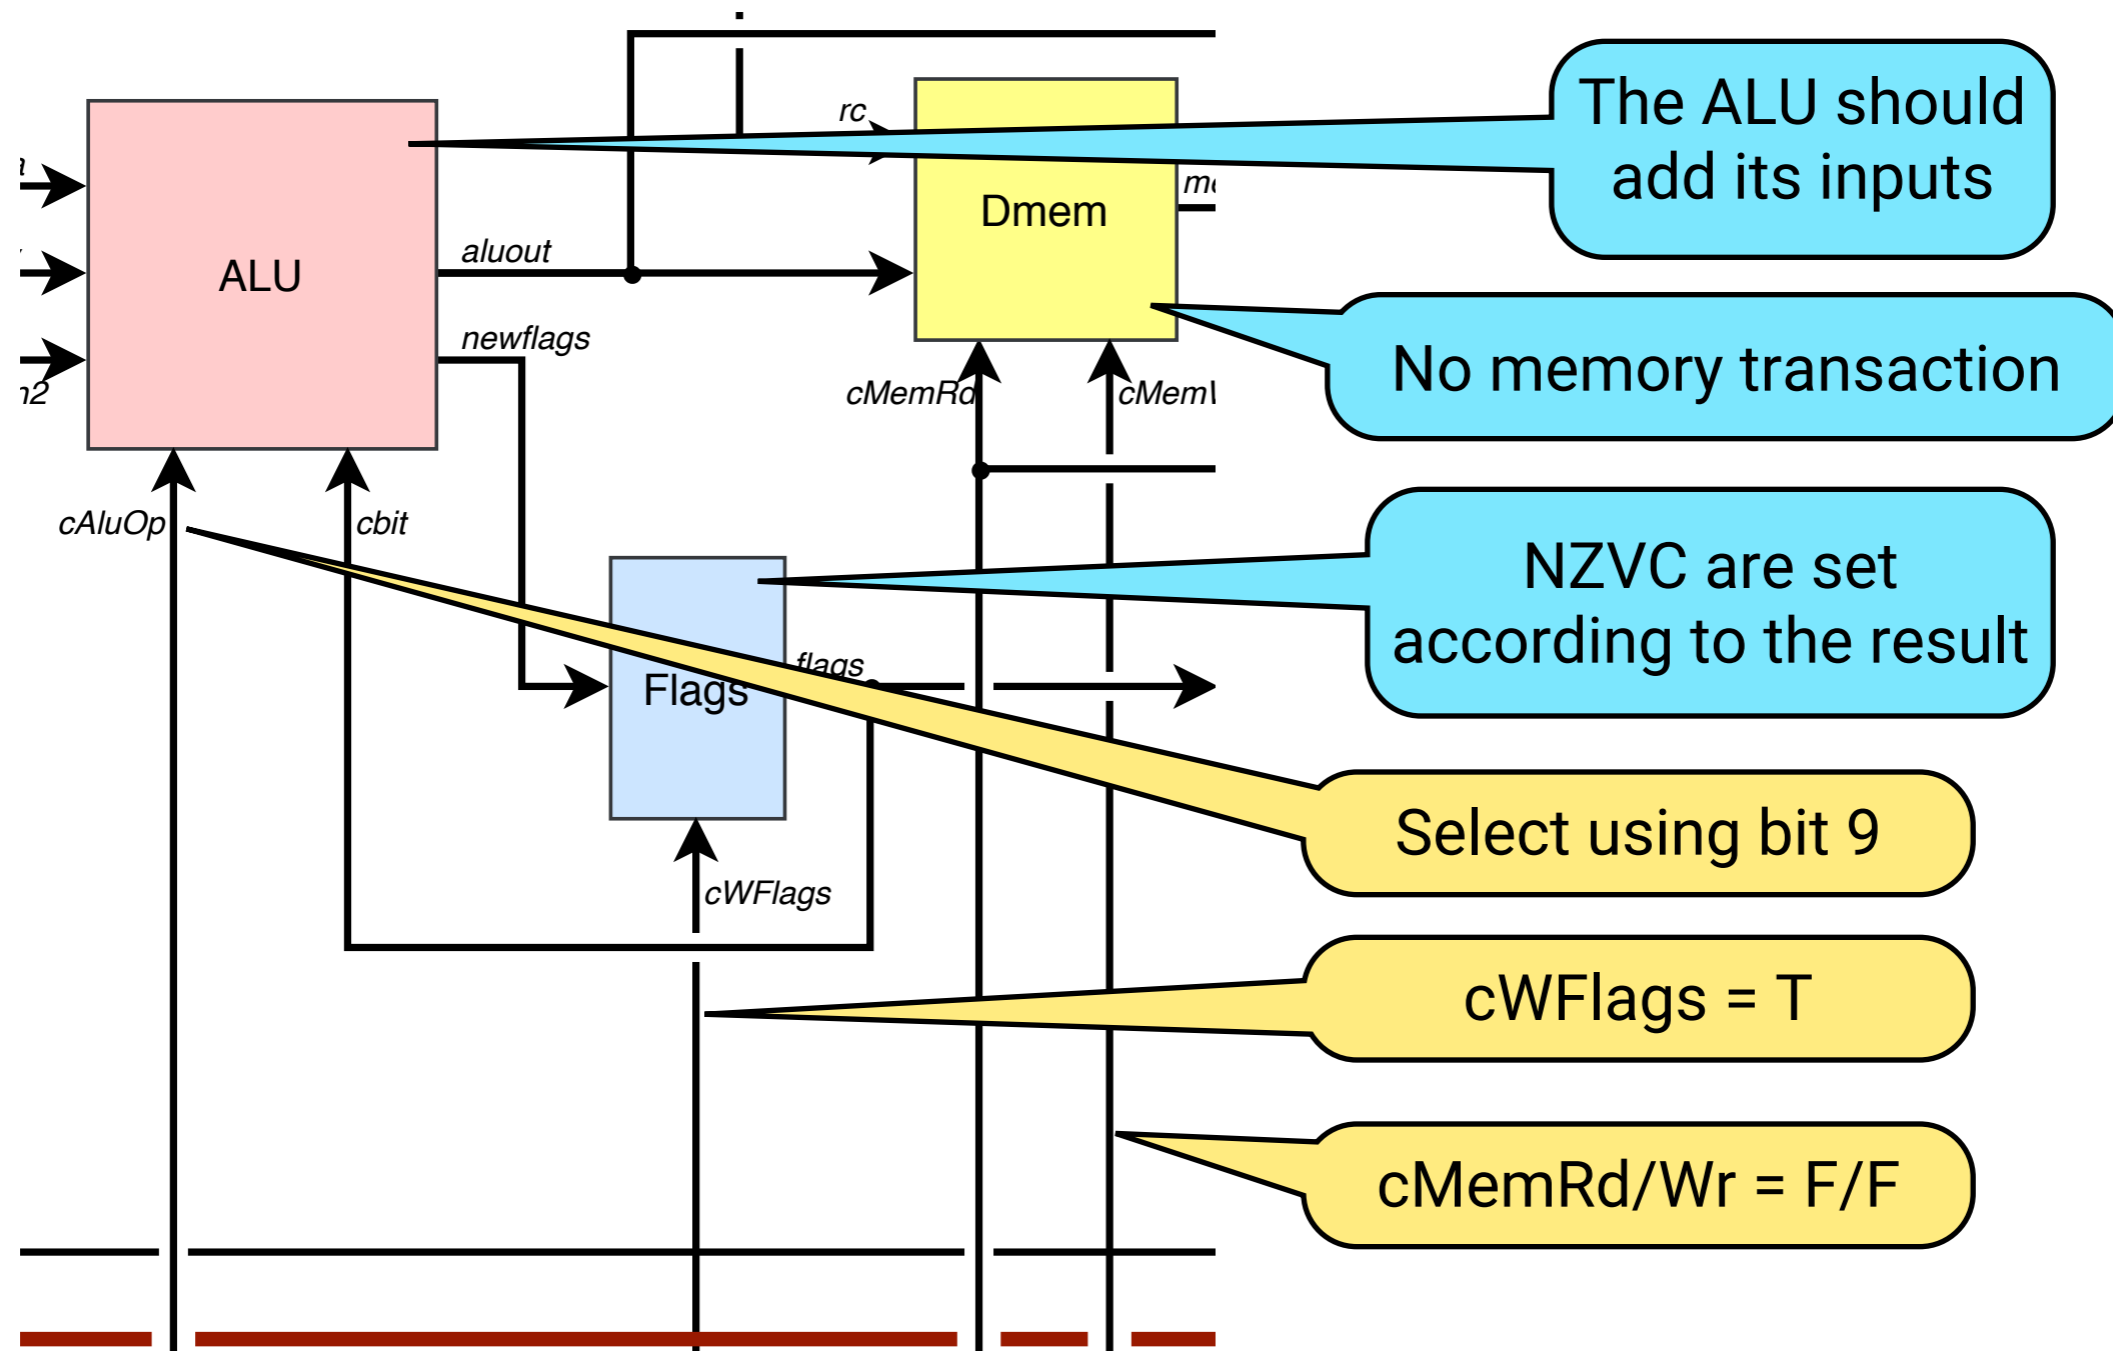 rc
The ALU should
add its inputs
Dmem
aluout
ALU
newflags
No memory transaction
cMemRd
cAluOp
cbit
NZVC are set
according to the result
flags
Flags
Select using bit 9
cWFlags
cWFlags = T
cMemRd/Wr = F/F